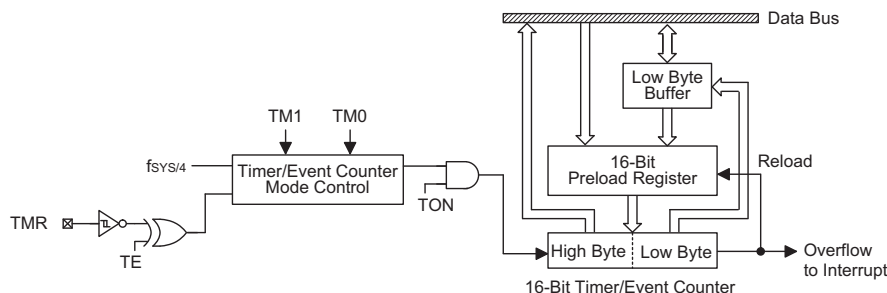 Data Bus
Low Byte
Buffer
TM1
TM0
fSYS/4
Timer/Event Counter
Mode Control
16-Bit
Preload Register
Reload
TON
TMR
TE
High Byte
Low Byte
Overflow
to Interrupt
16-Bit Timer/Event Counter